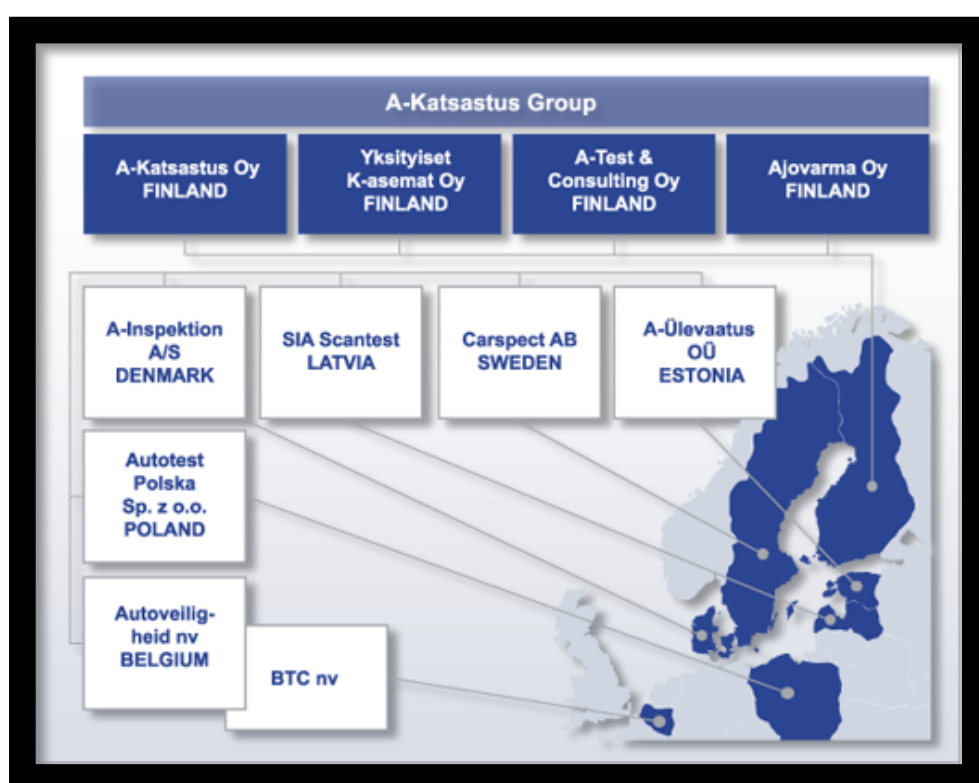 A-Katsastus Group
A-Katsastus Oy
FINLAND
Yksityiset
K-asemat Oy
FINLAND
A-Test &
Consulting Oy
FINLAND
Ajovarma Oy
FINLAND
A-Inspektion
A/S
DENMARK
SIA Scantest
LATVIA
Carspect AB
SWEDEN
A-Ülevaatus
OÜ
ESTONIA
Autotest
Polska
Sp. z o.o.
POLAND
Autoveilig-
heid nv
BELGIUM
BTC nv